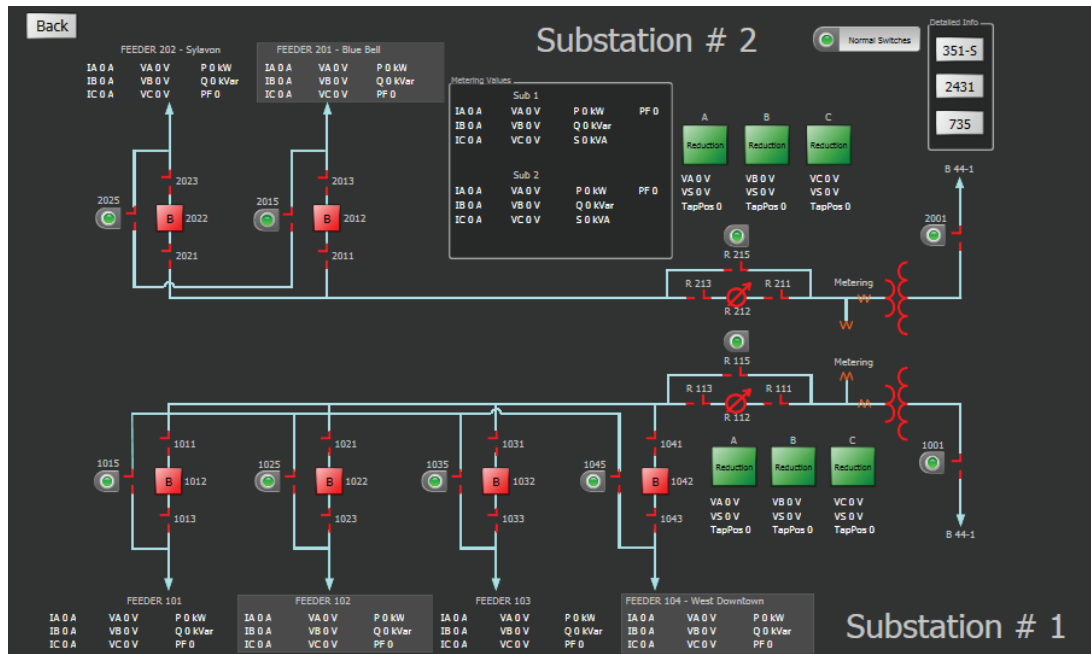 Back
Substation # 2
Normal Switches
Detailed Info
351-S
2431
735
FEEDER 202 - Sylavon
IA 0 A VA 0 V P 0 kW
IB 0 A VB 0 V Q 0 kVar
IC 0 A VC 0 V PF 0
FEEDER 201 - Blue Bell
IA 0 A VA 0 V P 0 kW
IB 0 A VB 0 V Q 0 kVar
IC 0 A VC 0 V PF 0
Metering Values
Sub 1
IA 0 A VA 0 V P 0 kW PF 0
IB 0 A VB 0 V Q 0 kVar
IC 0 A VC 0 V S 0 kVA
Sub 2
IA 0 A VA 0 V P 0 kW PF 0
IB 0 A VB 0 V Q 0 kVar
IC 0 A VC 0 V S 0 kVA
A B C
Reduction Reduction Reduction
VA 0 V VB 0 V VC 0 V
VS 0 V VS 0 V VS 0 V
TapPos 0 TapPos 0 TapPos 0
B 44-1
2023
2013
2025
B 2022
2015
B 2012
2001
2021
2011
R 215
R 213
R 211
Metering
R 212
R 115
Metering
R 113
R 111
R 112
1011
1021
1031
1041
A B C
1001
1015
B 1012
1025
B 1022
1035
B 1032
1045
B 1042
Reduction Reduction Reduction
1013
1023
1033
1043
VA 0 V VB 0 V VC 0 V
VS 0 V VS 0 V VS 0 V
TapPos 0 TapPos 0 TapPos 0
B 44-1
FEEDER 101
IA 0 A VA 0 V P 0 kW
IB 0 A VB 0 V Q 0 kVar
IC 0 A VC 0 V PF 0
FEEDER 102
IA 0 A VA 0 V P 0 kW
IB 0 A VB 0 V Q 0 kVar
IC 0 A VC 0 V PF 0
FEEDER 103
IA 0 A VA 0 V P 0 kW
IB 0 A VB 0 V Q 0 kVar
IC 0 A VC 0 V PF 0
FEEDER 104 - West Downtown
IA 0 A VA 0 V P 0 kW
IB 0 A VB 0 V Q 0 kVar
IC 0 A VC 0 V PF 0
Substation # 1